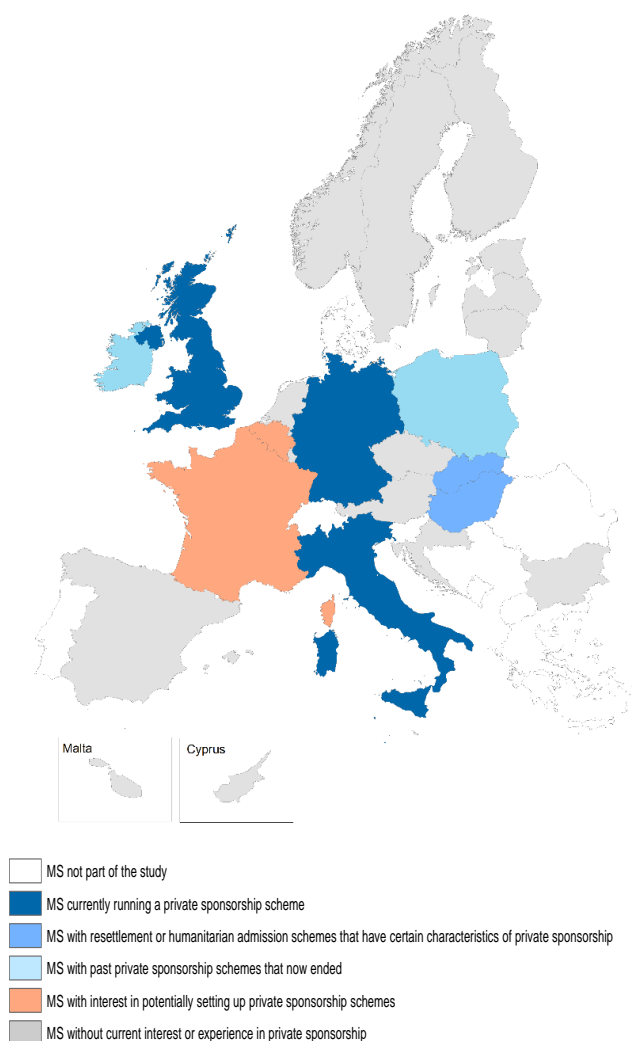 Malta
Cyprus
MS not part of the study
MS currently running a private sponsorship scheme
MS with resettlement or humanitarian admission schemes that have certain characteristics of private sponsorship
MS with past private sponsorship schemes that now ended
MS with interest in potentially setting up private sponsorship schemes
MS without current interest or experience in private sponsorship